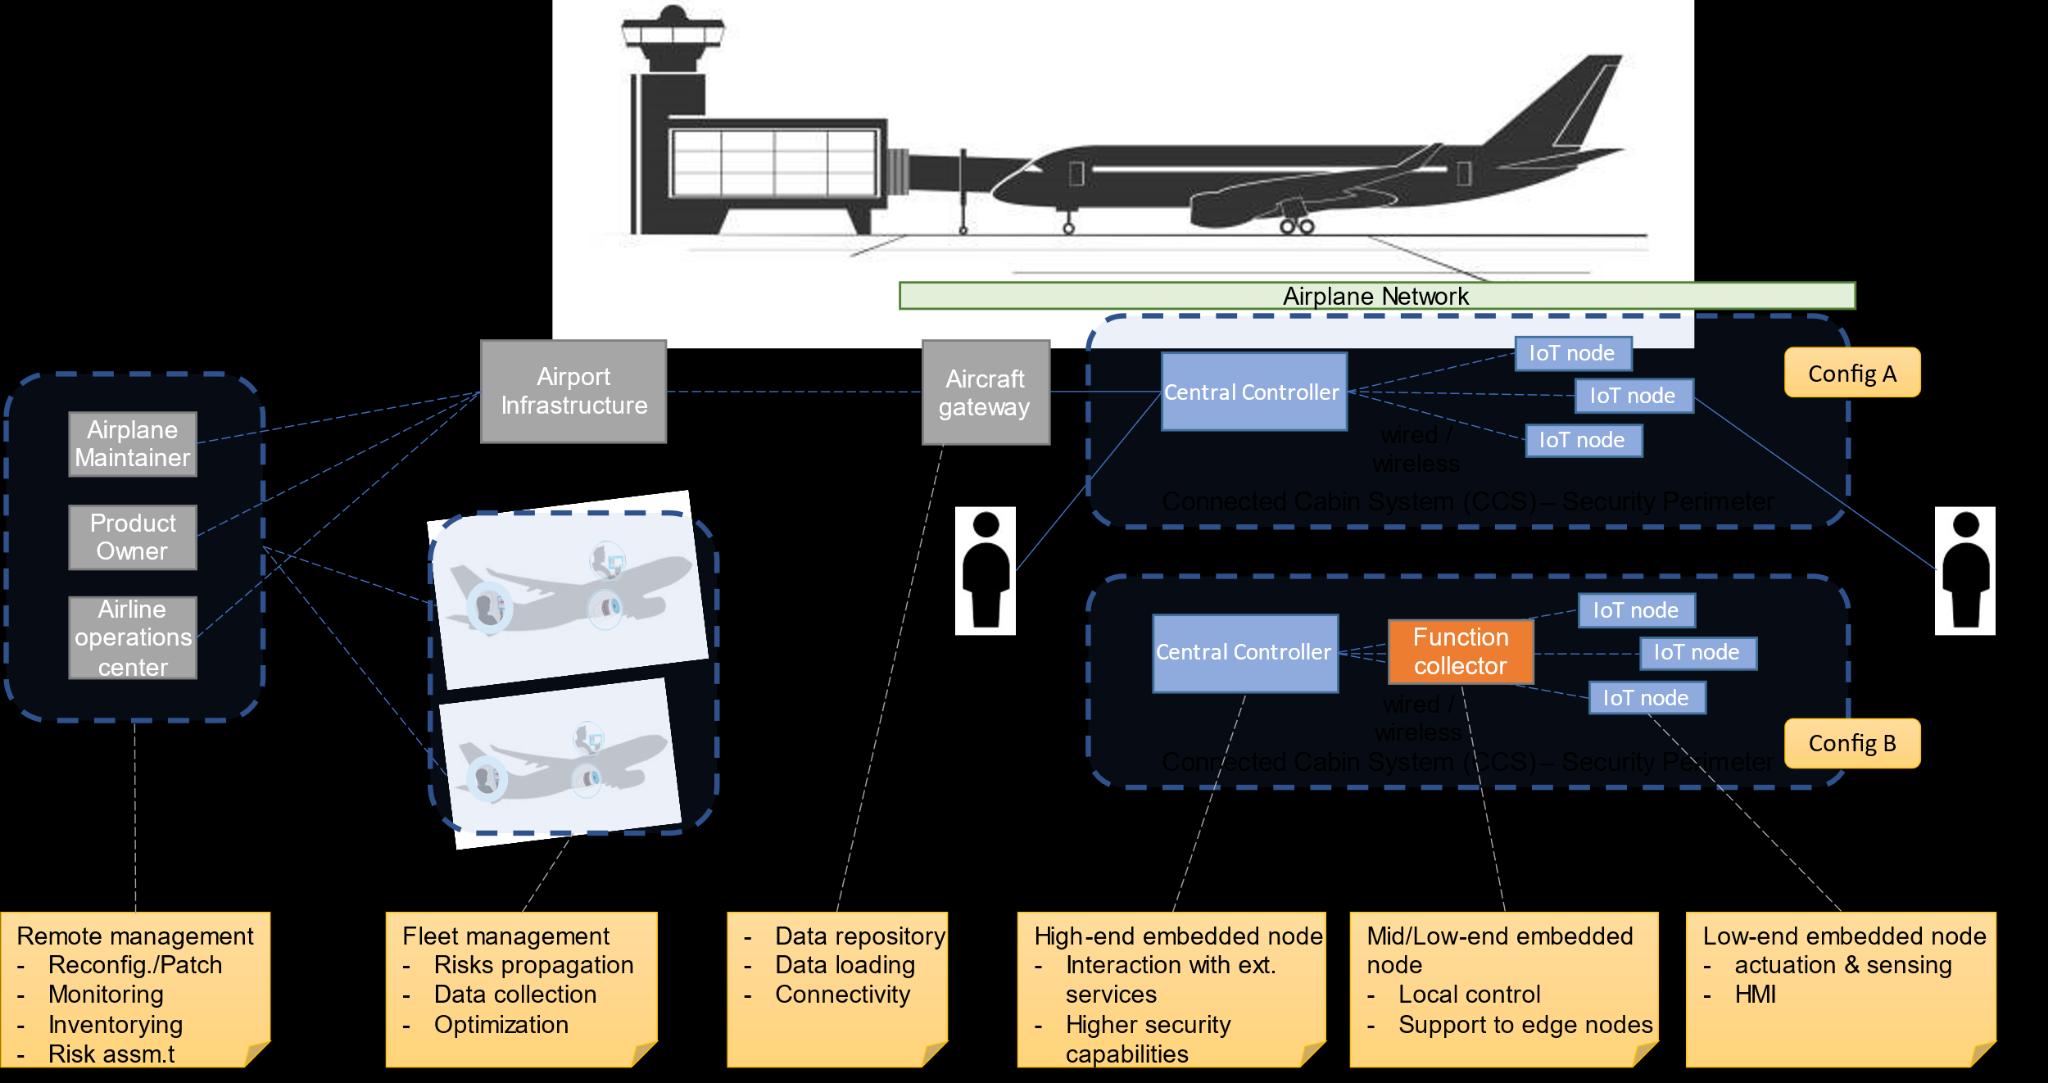 Airplane Network
Airport
Infrastructure
Aircraft
gateway
Central Controller
IoT node
IoT node
IoT node
Config A
wired /
wireless
Connected Cabin System (CCS) – Security Perimeter
Airplane
Maintainer
Product
Owner
Airline
operations
center
Central Controller
Function
collector
IoT node
IoT node
IoT node
wired /
wireless
Config B
Connected Cabin System (CCS) – Security Perimeter
Remote management
- Reconfig./Patch
- Monitoring
- Inventorying
- Risk assm.t
Fleet management
- Risks propagation
- Data collection
- Optimization
- Data repository
- Data loading
- Connectivity
High-end embedded node
- Interaction with ext.
services
- Higher security
capabilities
Mid/Low-end embedded
node
- Local control
- Support to edge nodes
Low-end embedded node
- actuation & sensing
- HMI